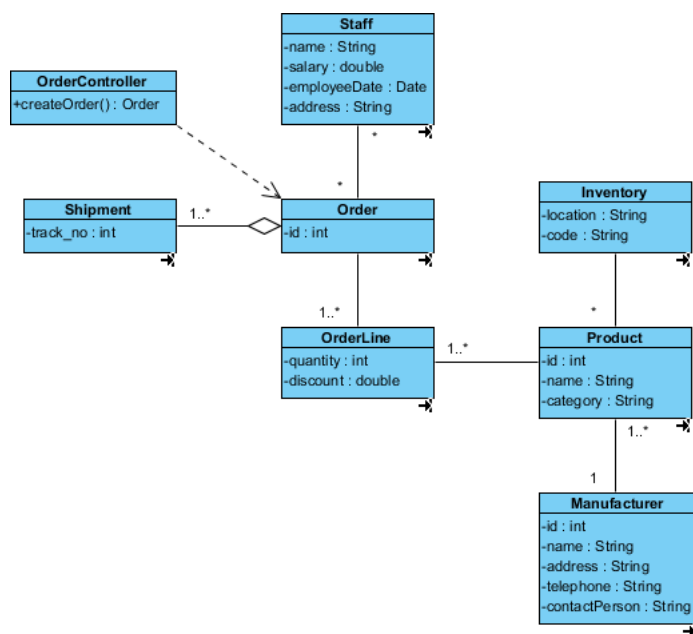 Staff
-name : String
-salary : double
-employeeDate : Date
-address : String
OrderController
+createOrder() : Order
*
*
Shipment
-track_no : int
1..*
Order
-id : int
Inventory
-location : String
-code : String
1..*
*
OrderLine
-quantity : int
-discount : double
1..*
Product
-id : int
-name : String
-category : String
1..*
1
Manufacturer
-id : int
-name : String
-address : String
-telephone : String
-contactPerson : String